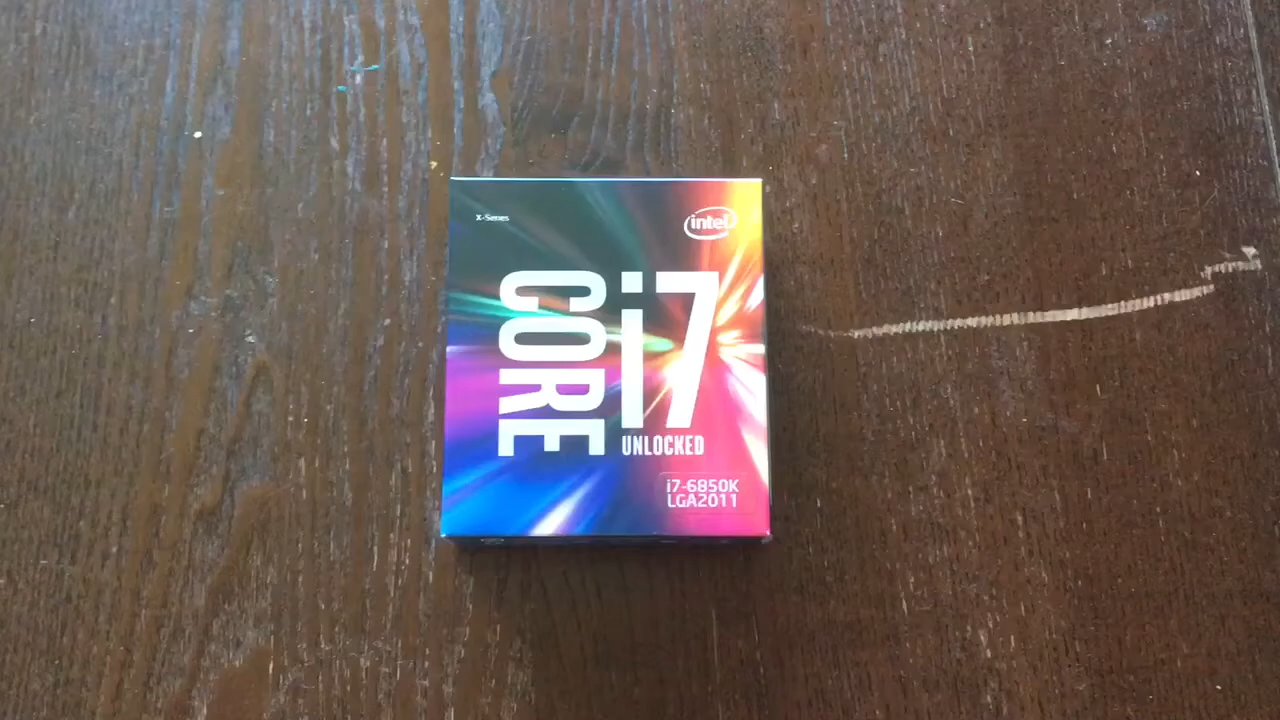 X-Series
intel
CORE
i7
UNLOCKED
i7-6850K
LGA2011